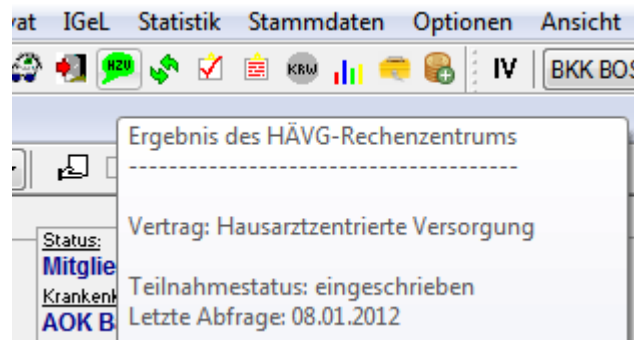 vat IGeL Statistik Stammdaten Optionen Ansicht
HZV KRW IV BKK BOS
Ergebnis des HÄVG-Rechenzentrums
---------------------------------------
Vertrag: Hausarztzentrierte Versorgung
Status:
Mitglie
Teilnahmestatus: eingeschrieben
Krankenk
Letzte Abfrage: 08.01.2012
AOK B